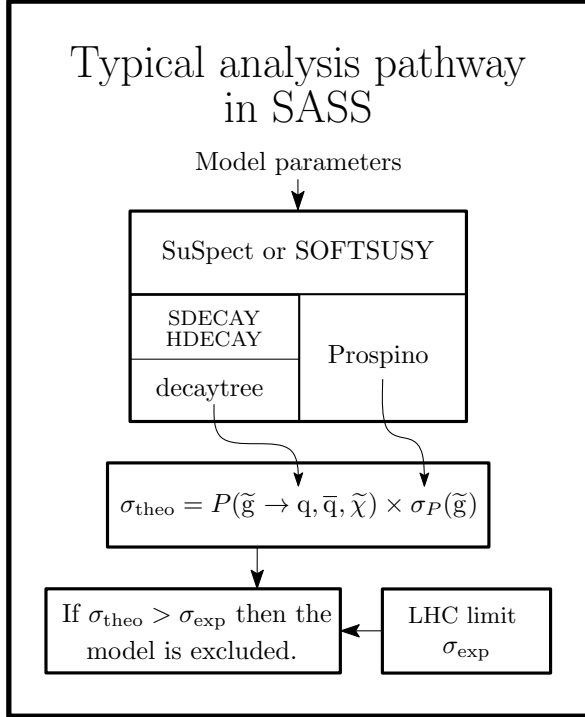 Typical analysis pathway
in SASS
Model parameters
SuSpect or SOFTSUSY
SDECAY
HDECAY
decaytree
Prospino
σ_theo = P(g̃ → q, q̅, χ̃) × σ_P(g̃)
If σ_theo > σ_exp then the
model is excluded.
LHC limit
σ_exp